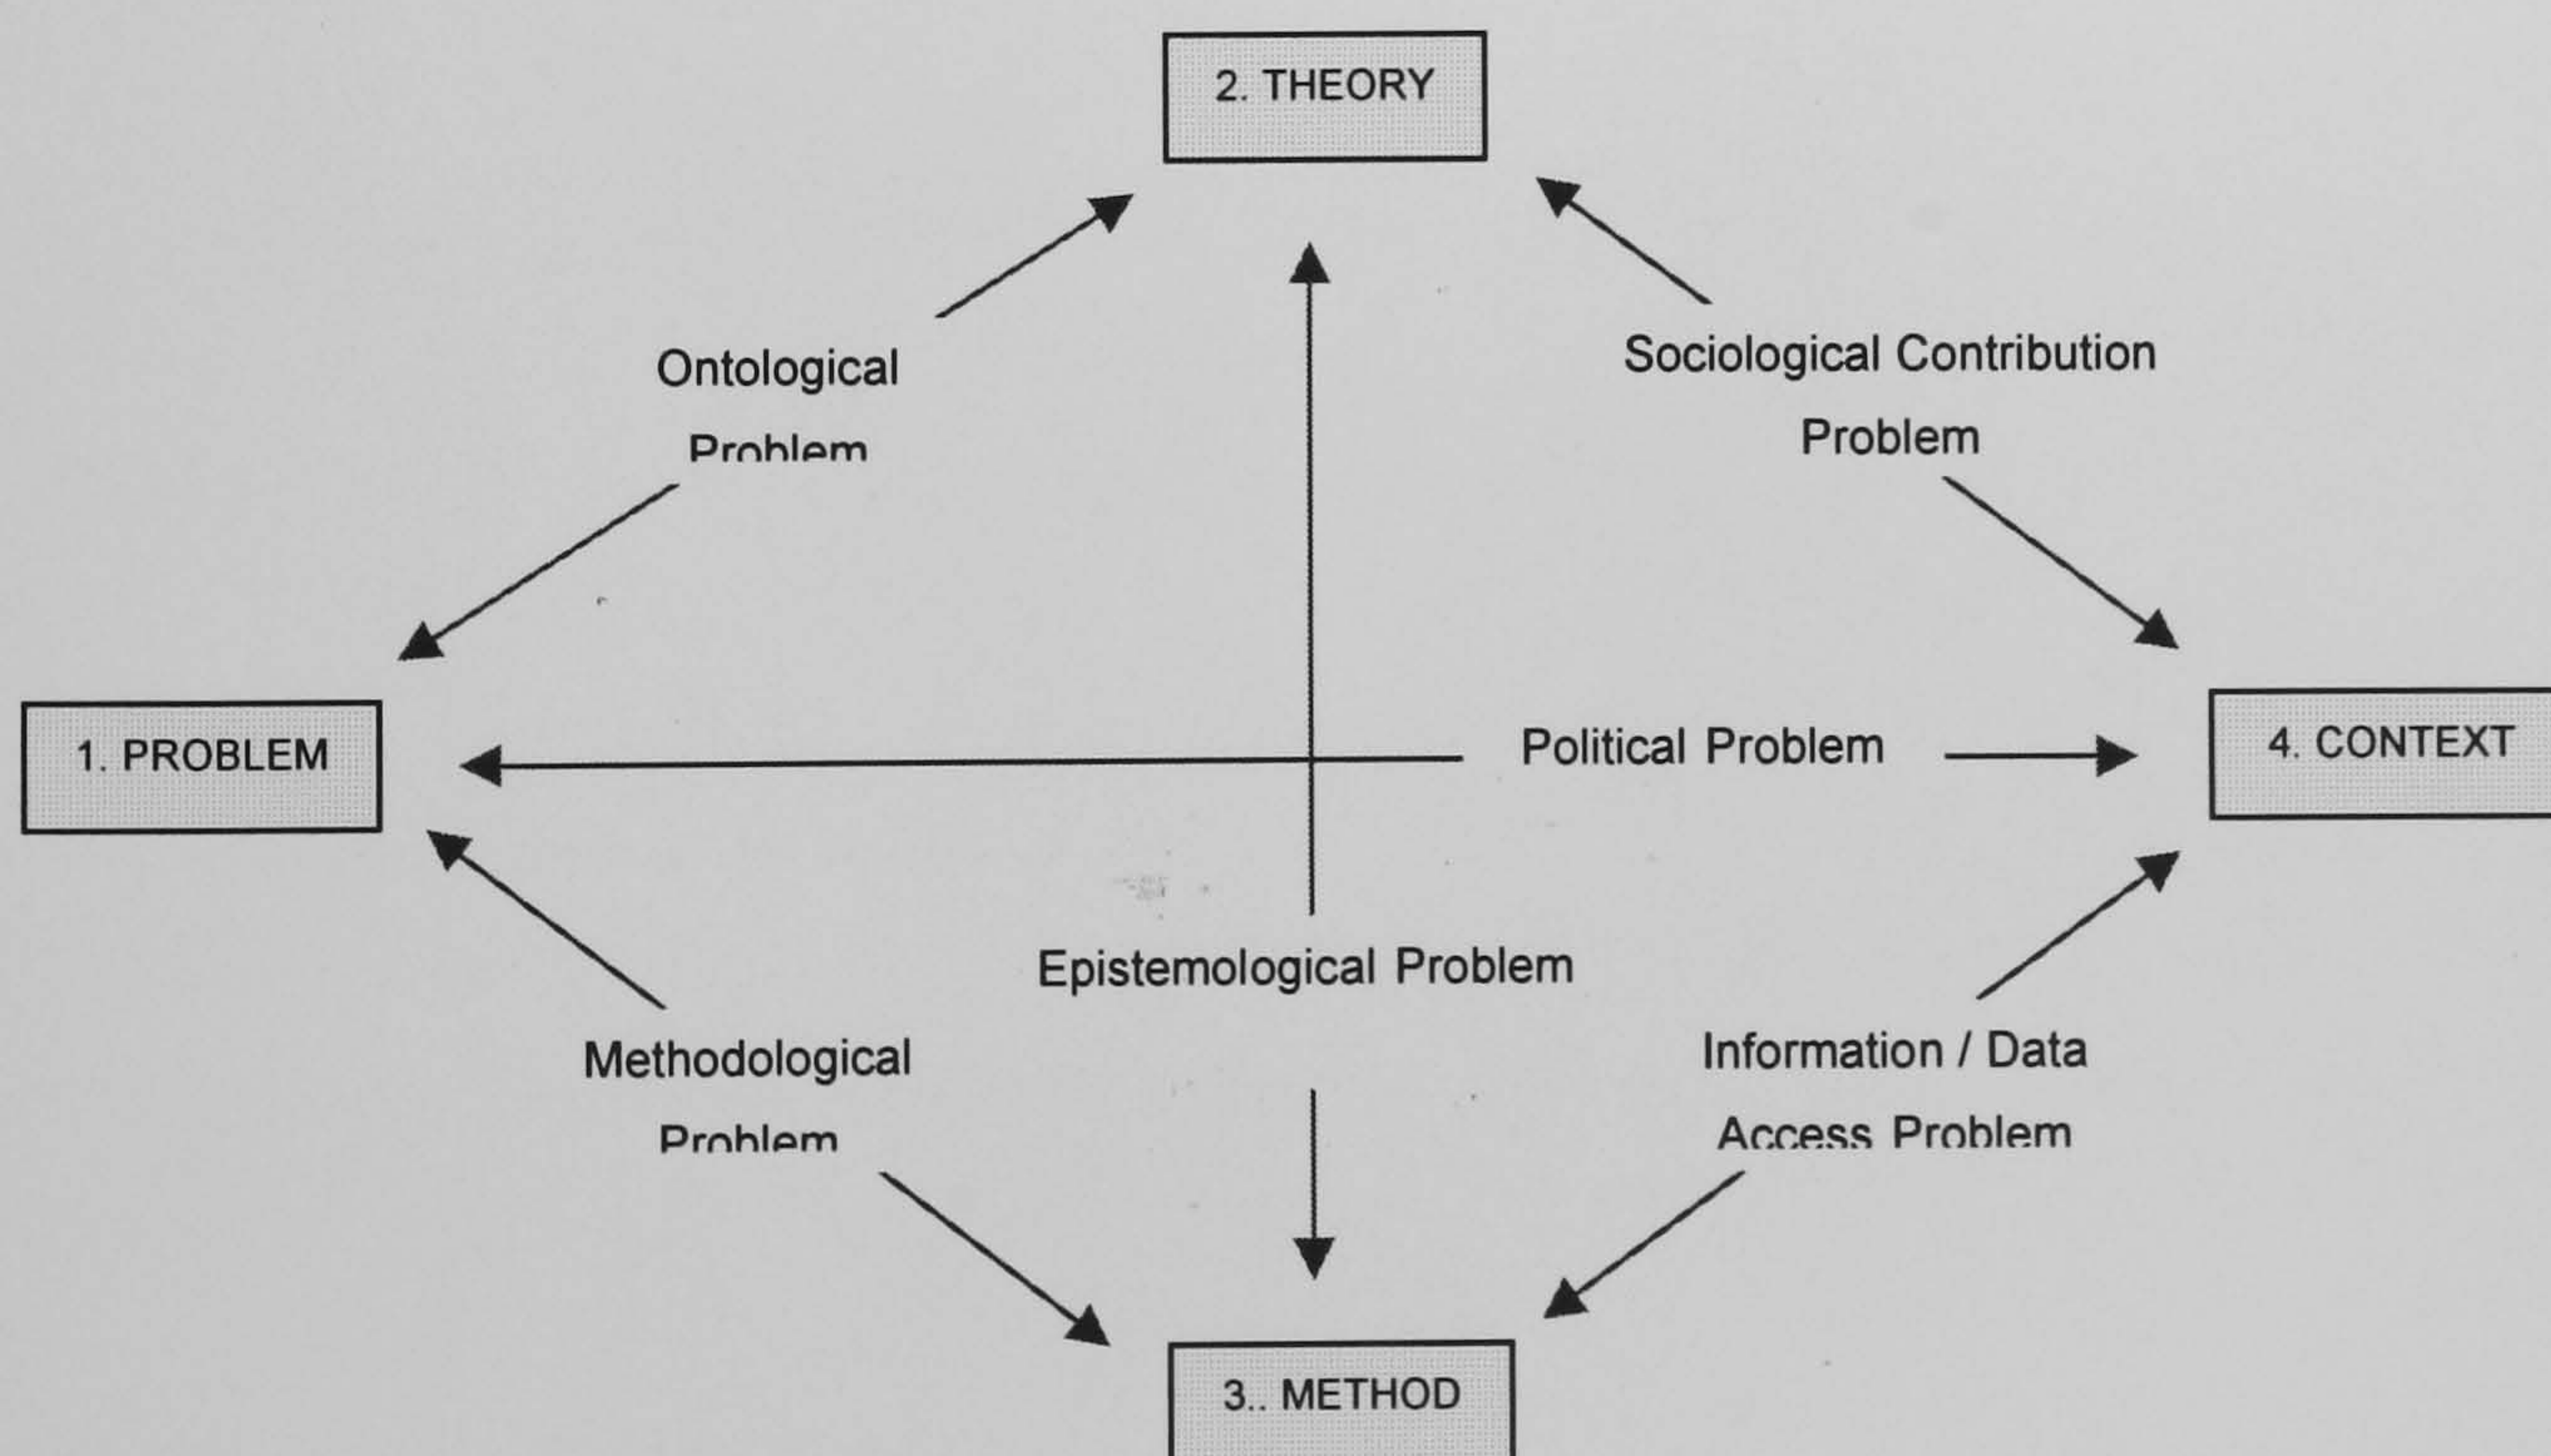 2. THEORY
Ontological
Problem
Sociological Contribution
Problem
1. PROBLEM
Political Problem
4. CONTEXT
Epistemological Problem
Methodological
Problem
Information / Data
Access Problem
3.. METHOD